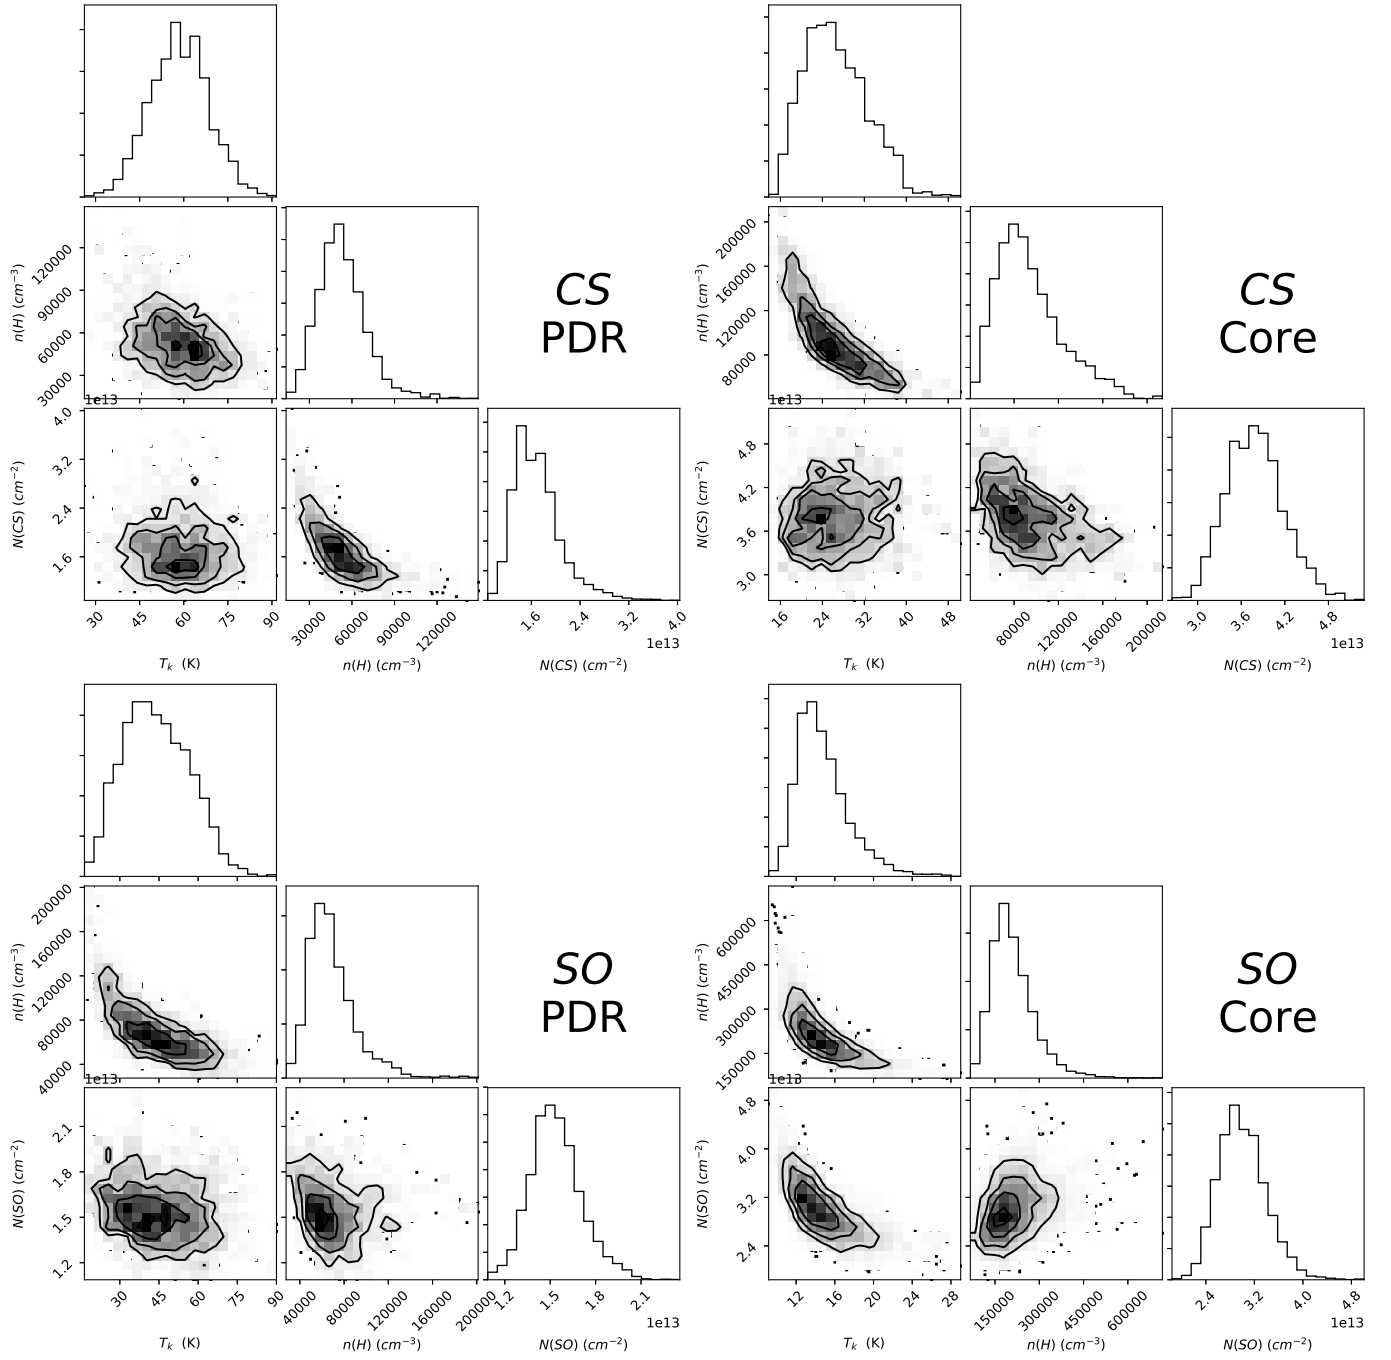 n(H) (cm⁻³)
120000
90000
60000
30000
CS
PDR
n(H) (cm⁻³)
200000
160000
120000
80000
CS
Core
1e13
N(CS) (cm⁻²)
4.0
3.2
2.4
1.6
30 45 60 75 90
T_k (K)
30000 60000 90000 120000
n(H) (cm⁻³)
1.6 2.4 3.2 4.0
1e13
N(CS) (cm⁻²)
1e13
N(CS) (cm⁻²)
4.8
4.2
3.6
3.0
16 24 32 40 48
T_k (K)
80000 120000 160000 200000
n(H) (cm⁻³)
3.0 3.6 4.2 4.8
1e13
N(CS) (cm⁻²)
n(H) (cm⁻³)
200000
160000
120000
80000
40000
SO
PDR
n(H) (cm⁻³)
600000
450000
300000
150000
SO
Core
1e13
N(SO) (cm⁻²)
2.1
1.8
1.5
1.2
30 45 60 75 90
T_k (K)
40000 80000 120000 160000 200000
n(H) (cm⁻³)
1.2 1.5 1.8 2.1
1e13
N(SO) (cm⁻²)
1e13
N(SO) (cm⁻²)
4.8
4.0
3.2
2.4
12 16 20 24 28
T_k (K)
150000 300000 450000 600000
n(H) (cm⁻³)
2.4 3.2 4.0 4.8
1e13
N(SO) (cm⁻²)